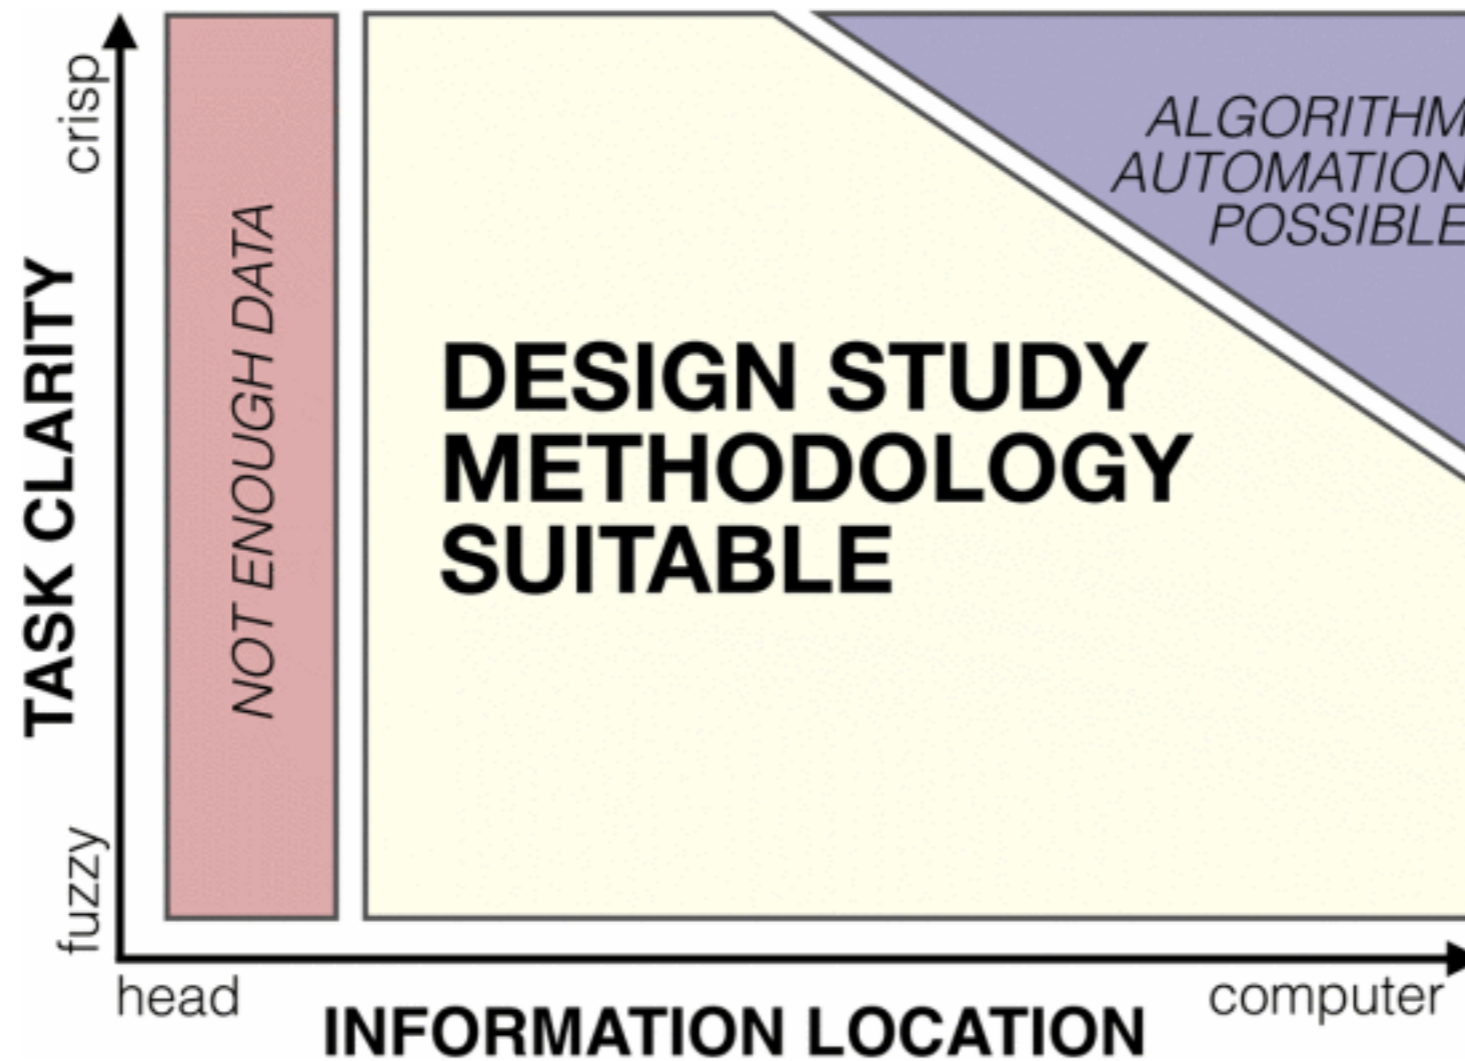 crisp
TASK CLARITY
fuzzy
NOT ENOUGH DATA
DESIGN STUDY
METHODOLOGY
SUITABLE
ALGORITHM
AUTOMATION
POSSIBLE
head
computer
INFORMATION LOCATION